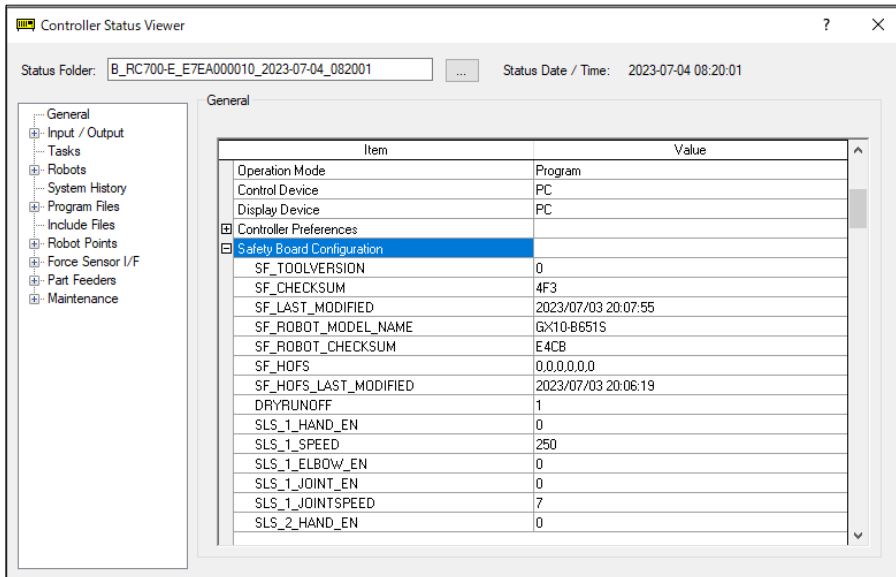 Controller Status Viewer ? ×
Status Folder: B_RC700-E_E7EA000010_2023-07-04_082001 ... Status Date / Time: 2023-07-04 08:20:01
General
Input / Output
Tasks
Robots
System History
Program Files
Include Files
Robot Points
Force Sensor I/F
Part Feeders
Maintenance
General
Item Value
Operation Mode Program
Control Device PC
Display Device PC
Controller Preferences
Safety Board Configuration
SF_TOOLVERSION 0
SF_CHECKSUM 4F3
SF_LAST_MODIFIED 2023/07/03 20:07:55
SF_ROBOT_MODEL_NAME GX10-B651S
SF_ROBOT_CHECKSUM E4CB
SF_HOFS 0,0,0,0,0,0
SF_HOFS_LAST_MODIFIED 2023/07/03 20:06:19
DRYRUNOFF 1
SLS_1_HAND_EN 0
SLS_1_SPEED 250
SLS_1_ELBOW_EN 0
SLS_1_JOINT_EN 0
SLS_1_JOINTSPEED 7
SLS_2_HAND_EN 0